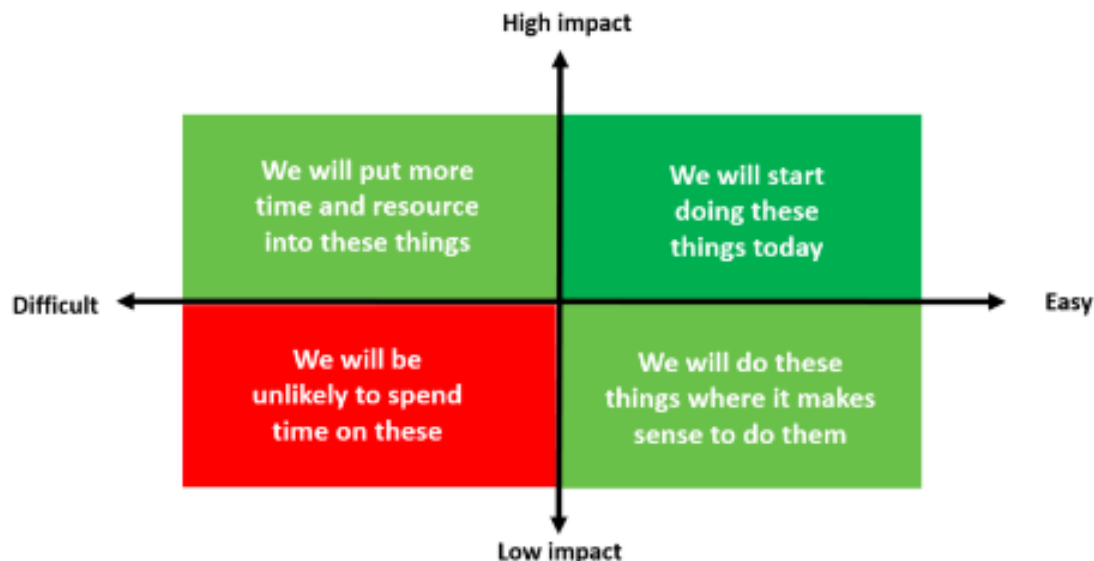 High impact
We will put more
time and resource
into these things
We will start
doing these
things today
Difficult
Easy
We will be
unlikely to spend
time on these
We will do these
things where it makes
sense to do them
Low impact